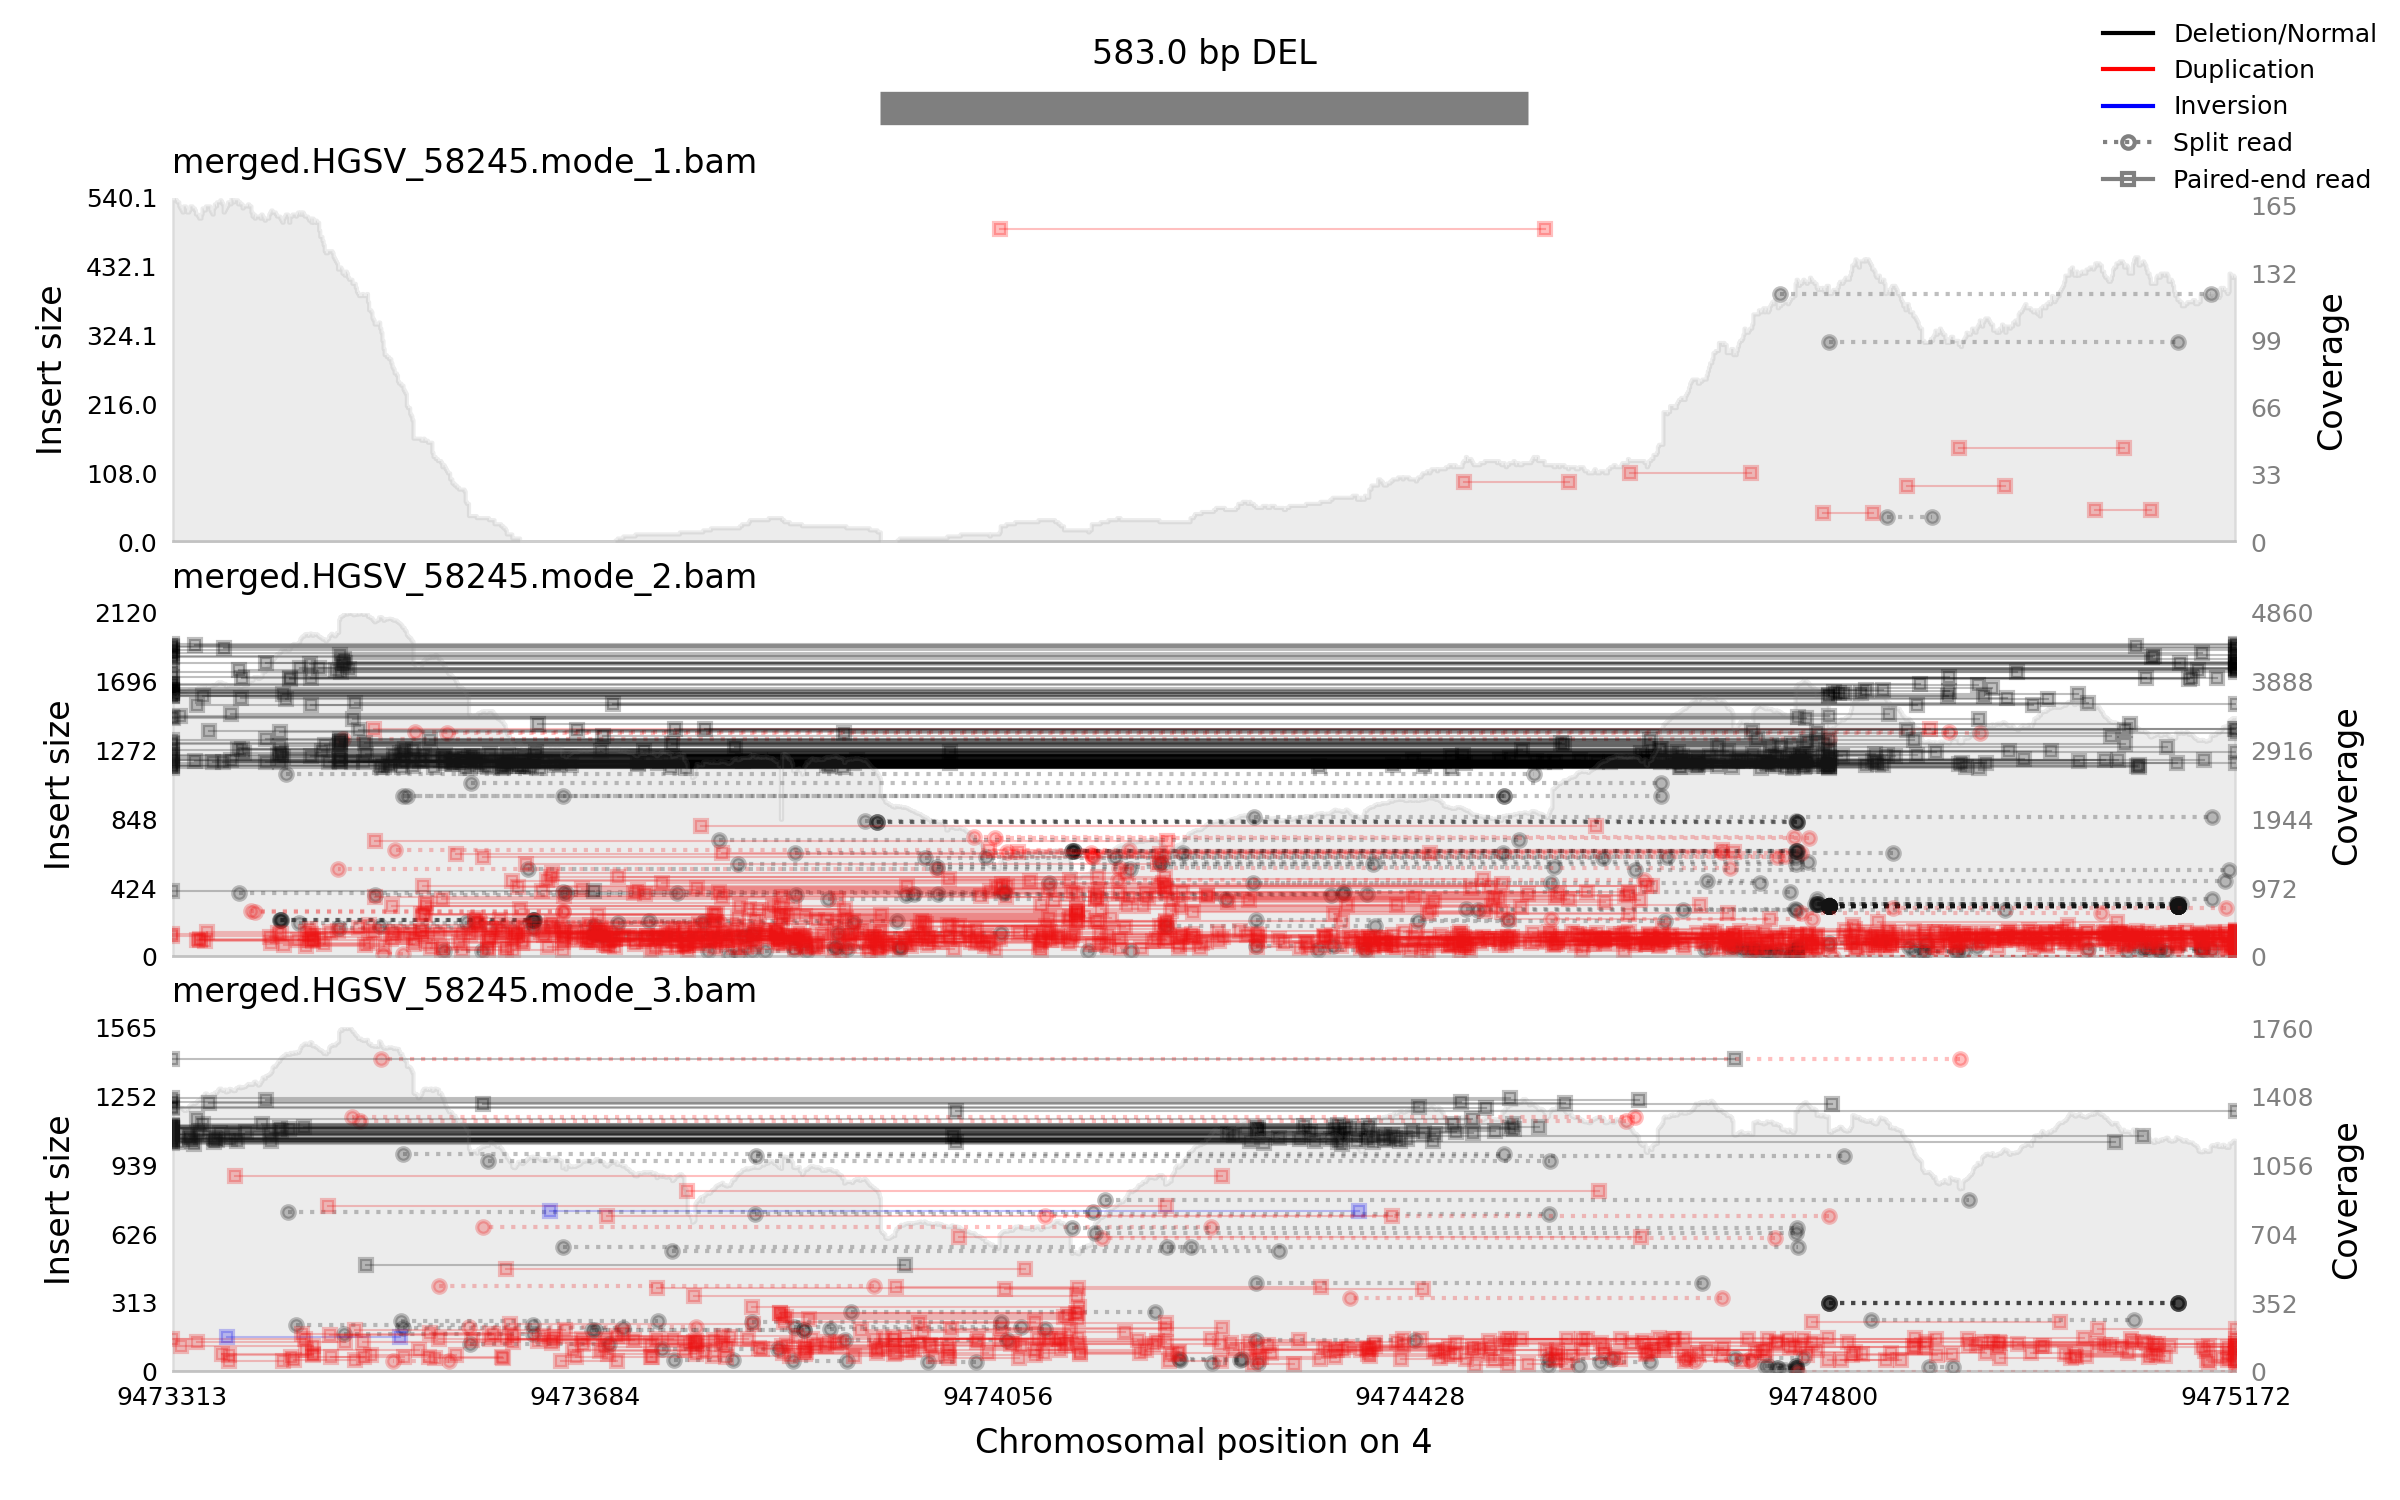 583.0 bp DEL
Deletion/Normal
Duplication
Inversion
Split read
Paired-end read
merged.HGSV_58245.mode_1.bam
540.1
432.1
324.1
216.0
108.0
0.0
Insert size
165
132
99
66
33
0
Coverage
merged.HGSV_58245.mode_2.bam
2120
1696
1272
848
424
0
Insert size
4860
3888
2916
1944
972
0
Coverage
merged.HGSV_58245.mode_3.bam
1565
1252
939
626
313
0
Insert size
1760
1408
1056
704
352
0
Coverage
9473313
9473684
9474056
9474428
9474800
9475172
Chromosomal position on 4